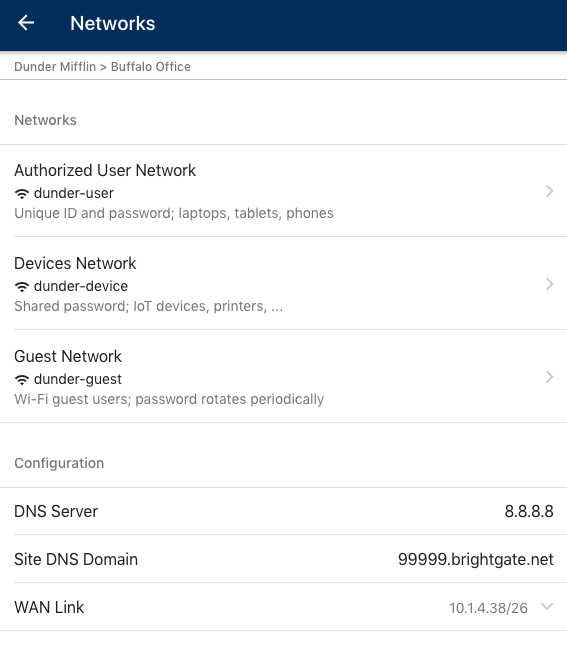 Networks
Dunder Mifflin > Buffalo Office
Networks
Authorized User Network
dunder-user
Unique ID and password; laptops, tablets, phones
Devices Network
dunder-device
Shared password; IoT devices, printers, ...
Guest Network
dunder-guest
Wi-Fi guest users; password rotates periodically
Configuration
DNS Server 8.8.8.8
Site DNS Domain 99999.brightgate.net
WAN Link 10.1.4.38/26